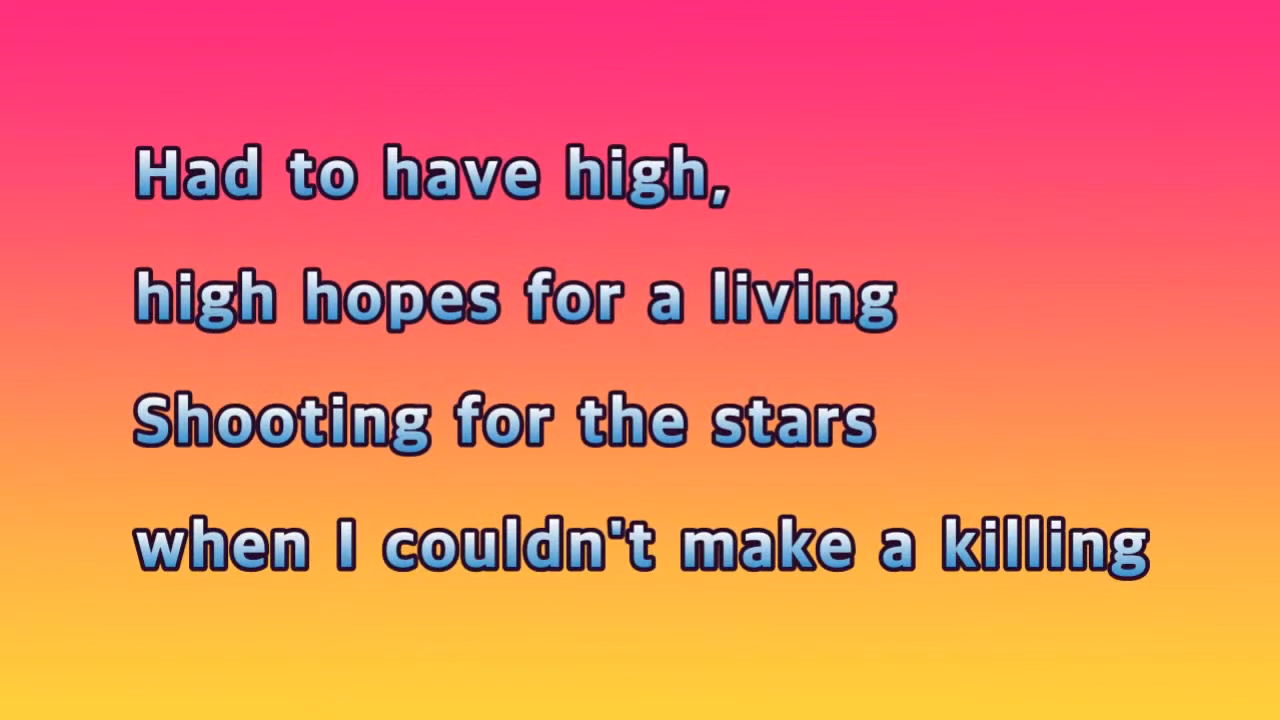 Had to have high,
high hopes for a living
Shooting for the stars
when I couldn't make a killing